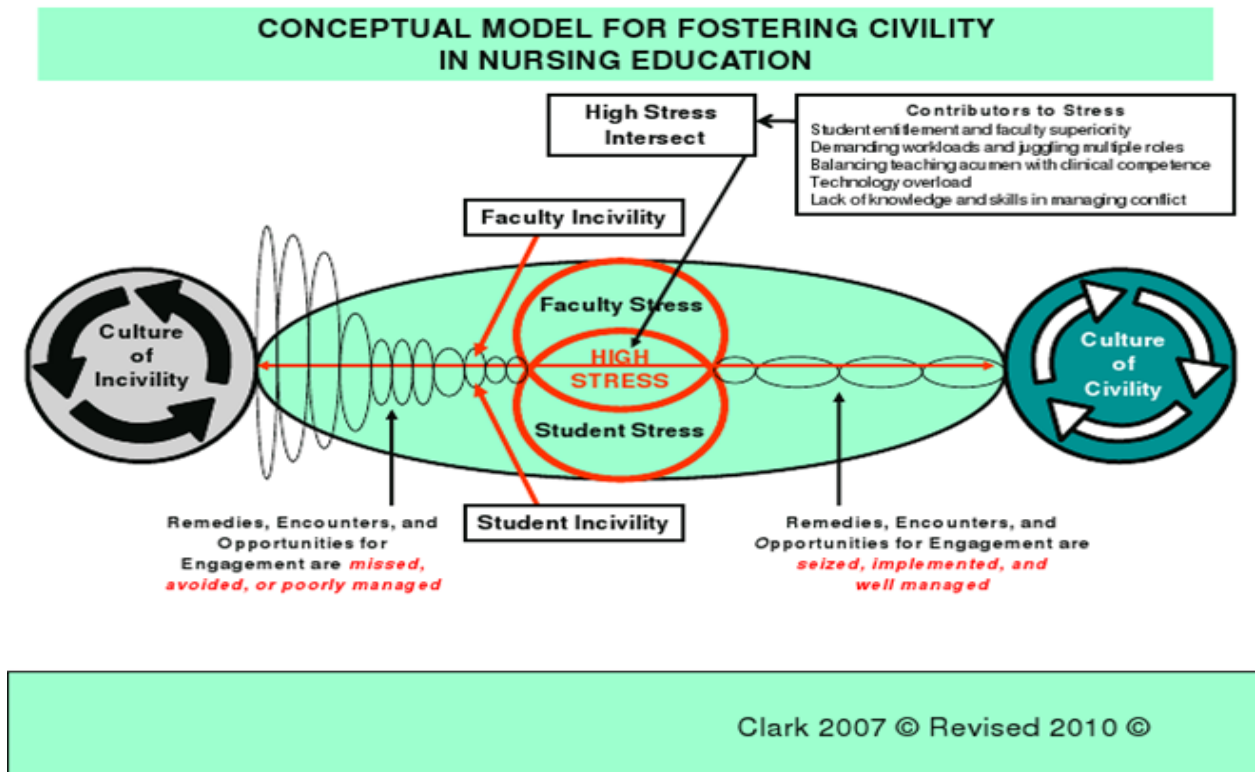 CONCEPTUAL MODEL FOR FOSTERING CIVILITY
IN NURSING EDUCATION
High Stress
Intersect
Contributors to Stress
Student entitlement and faculty superiority
Demanding workloads and juggling multiple roles
Balancing teaching acumen with clinical competence
Technology overload
Lack of knowledge and skills in managing conflict
Faculty Incivility
Culture
of
Incivility
Faculty Stress
HIGH
STRESS
Student Stress
Culture
of
Civility
Student Incivility
Remedies, Encounters, and
Opportunities for
Engagement are missed,
avoided, or poorly managed
Remedies, Encounters, and
Opportunities for Engagement are
seized, implemented, and
well managed
Clark 2007 © Revised 2010 ©